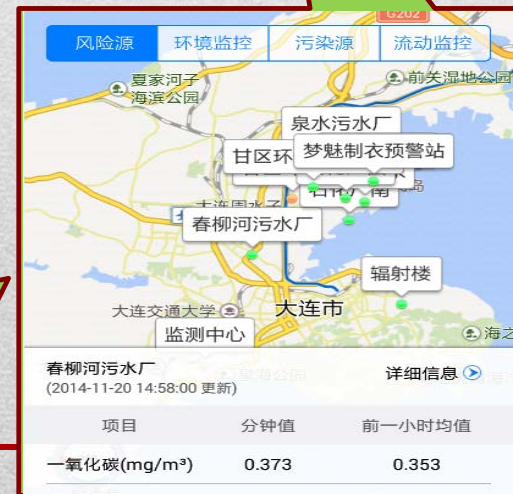 G202
风险源 环境监控 污染源 流动监控
夏家河子
海滨公园
前关湿地公园
泉水污水厂
甘区环
梦魅制衣预警站
春柳河污水厂
辐射楼
大连交通大学
大连市
监测中心
海之
春柳河污水厂
(2014-11-20 14:58:00 更新)
详细信息
项目 分钟值 前一小时均值
一氧化碳(mg/m³) 0.373 0.353